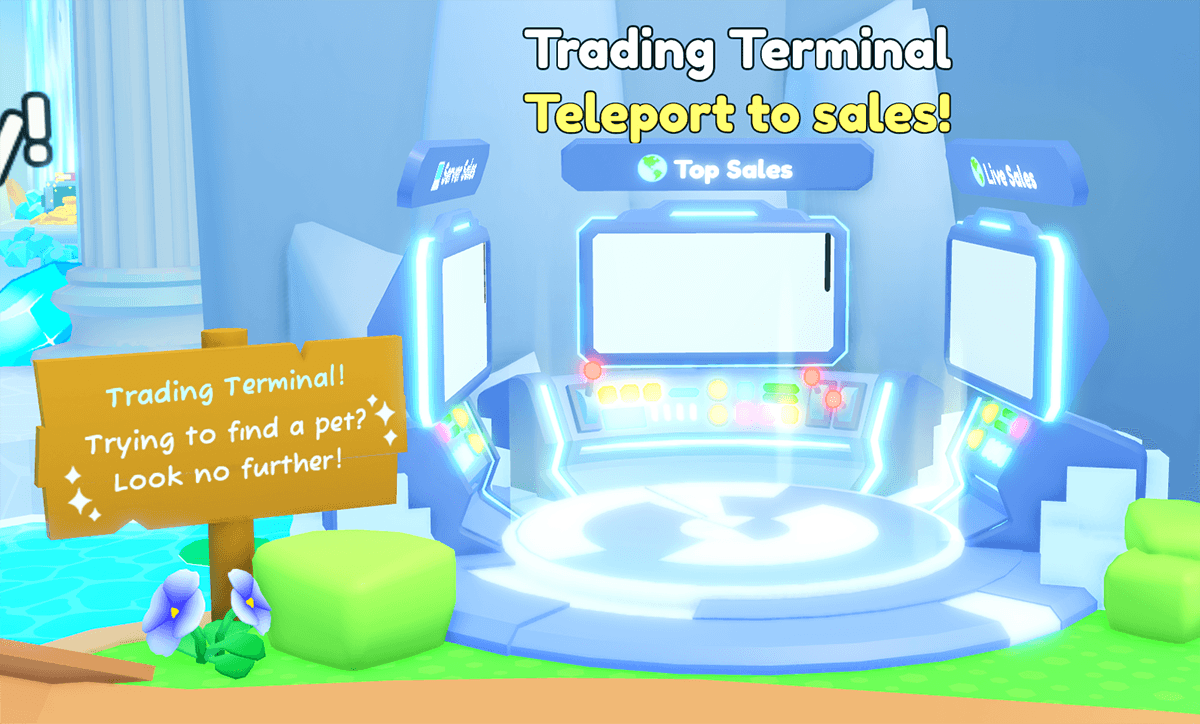 Trading Terminal
Teleport to sales!
Server Sales
Top Sales
Live Sales
Trading Terminal!
Trying to find a pet?
Look no further!